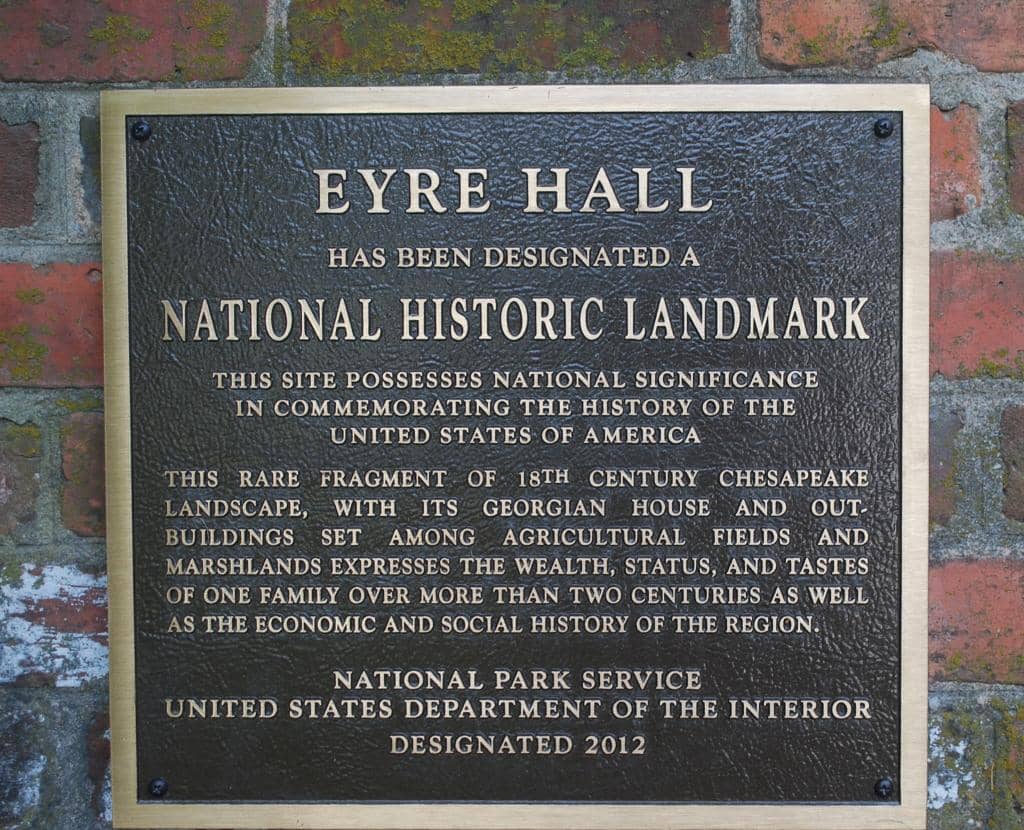 EYRE HALL
HAS BEEN DESIGNATED A
NATIONAL HISTORIC LANDMARK
THIS SITE POSSESSES NATIONAL SIGNIFICANCE
IN COMMEMORATING THE HISTORY OF THE
UNITED STATES OF AMERICA
THIS RARE FRAGMENT OF 18TH CENTURY CHESAPEAKE
LANDSCAPE, WITH ITS GEORGIAN HOUSE AND OUT-
BUILDINGS SET AMONG AGRICULTURAL FIELDS AND
MARSHLANDS EXPRESSES THE WEALTH, STATUS, AND TASTES
OF ONE FAMILY OVER MORE THAN TWO CENTURIES AS WELL
AS THE ECONOMIC AND SOCIAL HISTORY OF THE REGION.
NATIONAL PARK SERVICE
UNITED STATES DEPARTMENT OF THE INTERIOR
DESIGNATED 2012